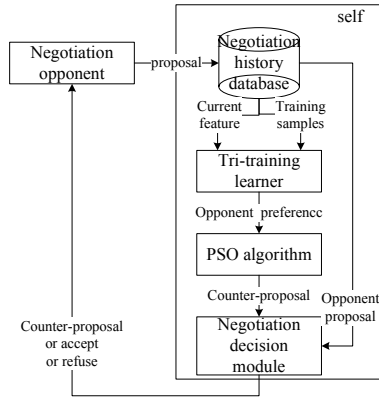 self
Negotiation
opponent
proposal
Negotiation
history
database
Current
feature
Training
samples
Tri-training
learner
Opponent preferencc
PSO algorithm
Counter-proposal
Opponent
proposal
Counter-proposal
or accept
or refuse
Negotiation
decision
module